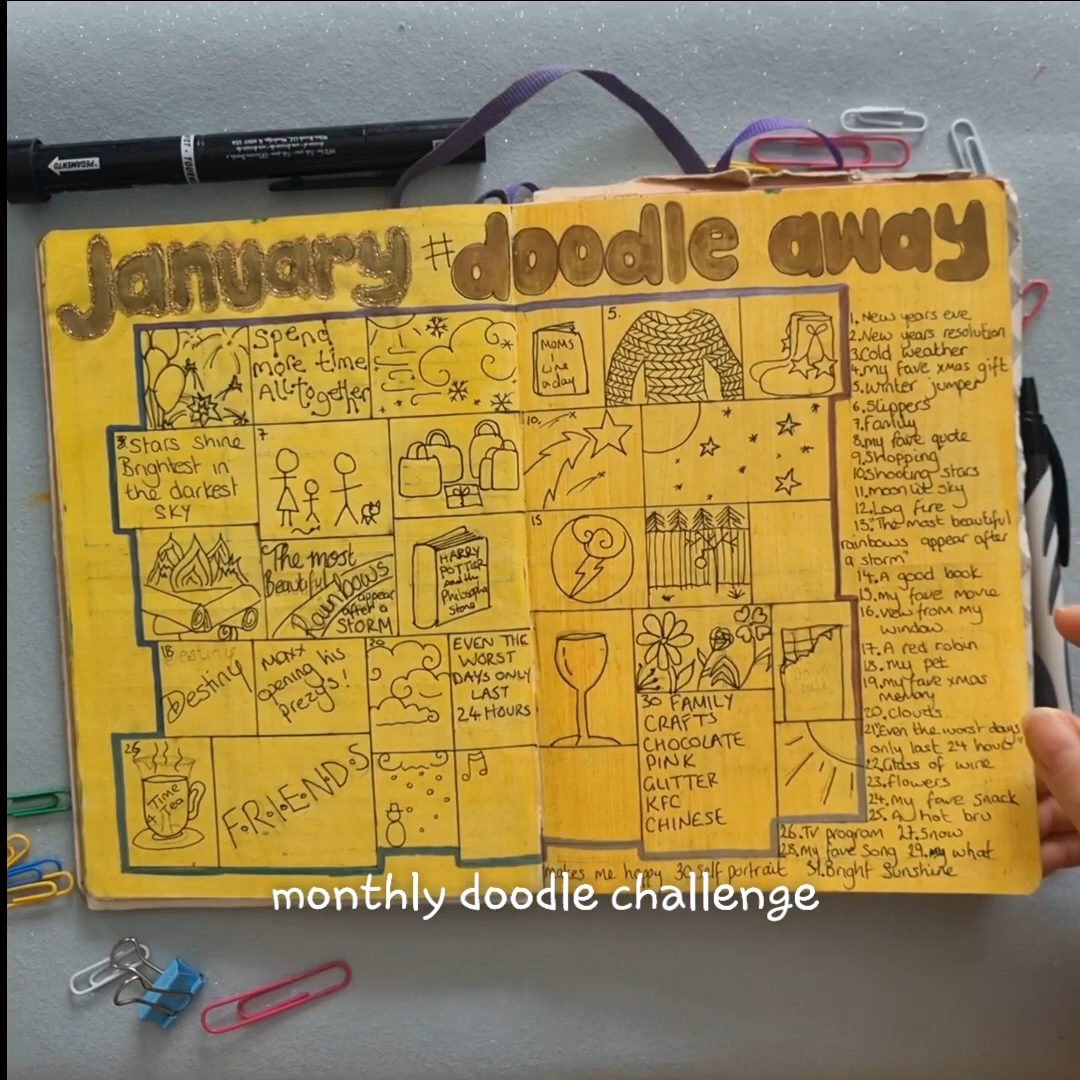 PEGAMENTO
January #doodle away
Spend
more time
All together
MOMS
1
Line
a day
5.
1. New years eve
2. New years resolution
3. Cold weather
4. my fave xmas gift
5. winter jumper
6. Slippers
7. Family
8. my fave quote
9. Shopping
10. Shooting stars
11. moon lit sky
12. Log fire
13. "The most beautiful
rainbows appear after
a storm"
14. A good book
15. my fave movie
16. view from my
window
17. A red robin
18. my pet
19. my fave xmas
memory
20. Clouds
21. "Even the worst days
only last 24 hours"
22. Glass of wine
23. flowers
24. my fave snack
25. A hot bru
26. TV program 27. Snow
28. My fave Song 29. my what
makes me happy 30 self portrait 31. Bright Sunshine
Stars shine
Brightest in
the darkest
SKY
7
10.
The most
Beautiful
Rainbows
appear
after a
STORM
HARRY
POTTER
and the
Philosophers
Stone
15
18
Destiny
Destiny
Maxx
opening his
prezys!
20
EVEN THE
WORST
DAYS ONLY
LAST
24 HOURS
30 FAMILY
CRAFTS
CHOCOLATE
PINK
GLITTER
KFC
CHINESE
25
Time
4
Tea
F.R.I.E.N.D.S
monthly doodle challenge